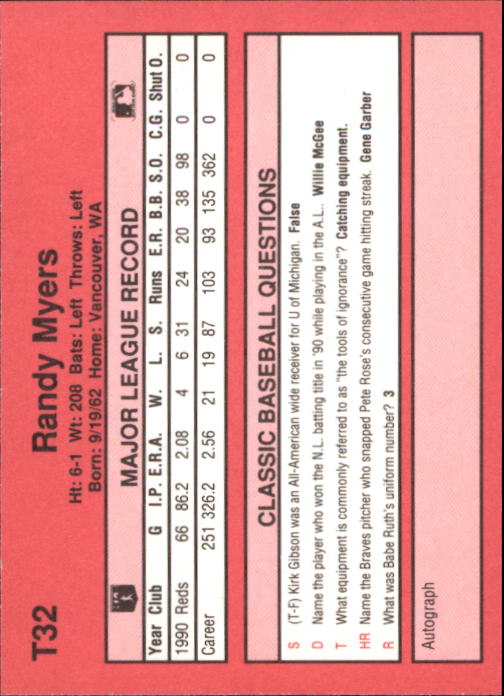 T32 Randy Myers
Ht: 6-1 Wt: 208 Bats: Left Throws: Left
Born: 9/19/62 Home: Vancouver, WA
MAJOR LEAGUE RECORD
Year Club G I.P. E.R.A. W. L. S. Runs E.R. B.B. S.O. C.G. Shut O.
1990 Reds 66 86.2 2.08 4 6 31 24 20 38 98 0 0
Career 251 326.2 2.56 21 19 87 103 93 135 362 0 0
CLASSIC BASEBALL QUESTIONS
S (T-F) Kirk Gibson was an All-American wide receiver for U of Michigan. False
D Name the player who won the N.L. batting title in '90 while playing in the A.L.. Willie McGee
T What equipment is commonly referred to as "the tools of ignorance"? Catching equipment.
HR Name the Braves pitcher who snapped Pete Rose's consecutive game hitting streak. Gene Garber
R What was Babe Ruth's uniform number? 3
Autograph